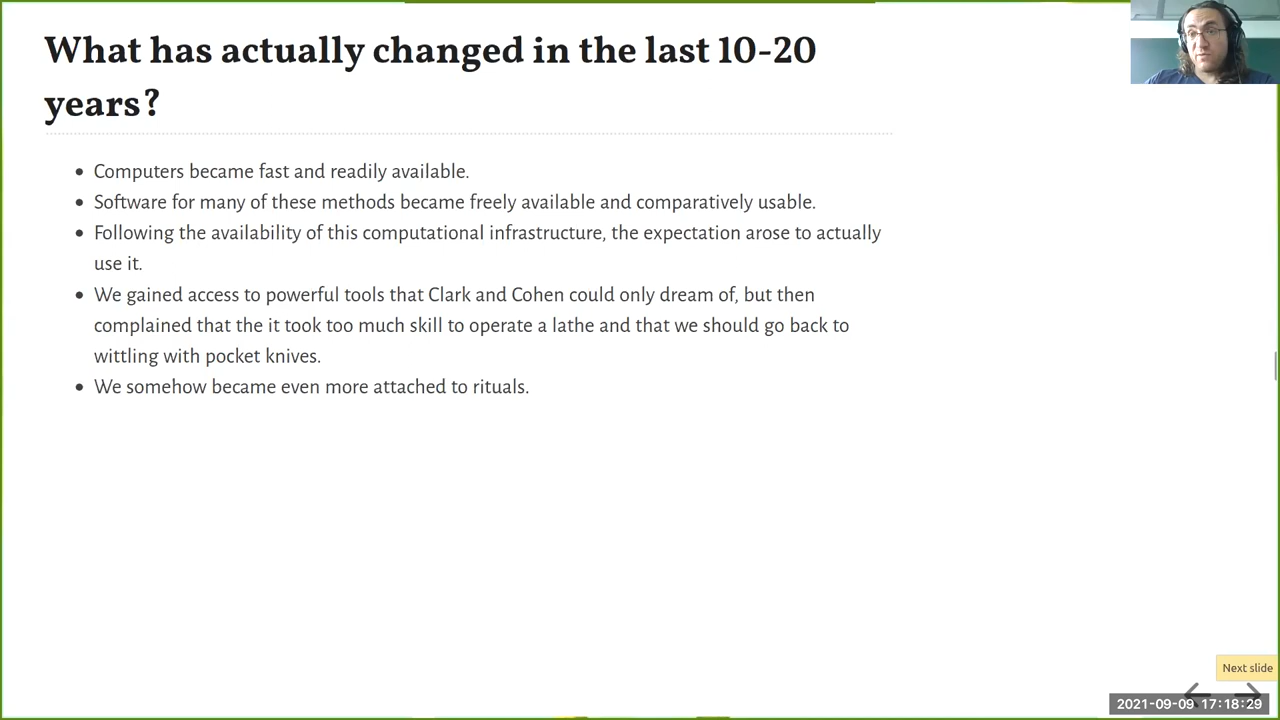 What has actually changed in the last 10-20
years?
Computers became fast and readily available.
Software for many of these methods became freely available and comparatively usable.
Following the availability of this computational infrastructure, the expectation arose to actually
use it.
We gained access to powerful tools that Clark and Cohen could only dream of, but then
complained that the it took too much skill to operate a lathe and that we should go back to
wittling with pocket knives.
We somehow became even more attached to rituals.
Next slide
2021-09-09 17:18:29